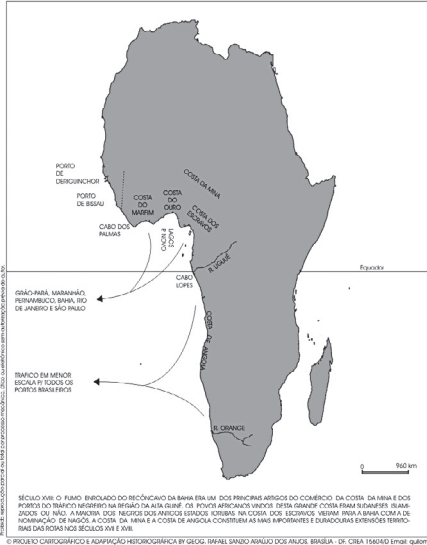 PORTO
DE
DERIGUINCHOR
PORTO
DE BISSAU
CABO DOS
PALMAS
COSTA
DO
MARFIM
COSTA
DO
OURO
COSTA DA MINA
COSTA DOS
ESCRAVOS
LAGOS
P. NOVO
CABO
LOPES
Equador
GRÃO-PARÁ, MARANHÃO,
PERNAMBUCO, BAHIA, RIO
DE JANEIRO E SÃO PAULO
COSTA DE ANGOLA
TRAFICO EM MENOR
ESCALA P/ TODOS OS
PORTOS BRASILEIROS
R. ORANGE
0 960 km
SÉCULO XVIII: O FUMO ENROLADO DO RECÔNCAVO DA BAHIA ERA UM DOS PRINCIPAIS ARTIGOS DO COMÉRCIO DA COSTA DA MINA E DOS
PORTOS DO TRÁFICO NEGREIRO NA REGIÃO DA ALTA GUINÉ. OS POVOS AFRICANOS VINDOS DESTA GRANDE COSTA ERAM SUDANESES ISLAMI-
ZADOS OU NÃO. A MAIORIA DOS NEGROS DOS ANTIGOS ESTADOS IORUBAS NA COSTA DOS ESCRAVOS VIERAM PARA A BAHIA COM A DE-
NOMINAÇÃO DE NAGÔS. A COSTA DA MINA E A COSTA DE ANGOLA CONSTITUEM AS MAIS IMPORTANTES E DURADOURAS EXTENSÕES TERRITO-
RIAIS DAS ROTAS NOS SÉCULOS XVII E XVIII.
© PROJETO CARTOGRÁFICO E ADAPTAÇÃO HISTORIOGRÁFICA BY GEOG. RAFAEL SANZIO ARAÚJO DOS ANJOS. BRASÍLIA - DF. CREA 15604/D Email: quilom